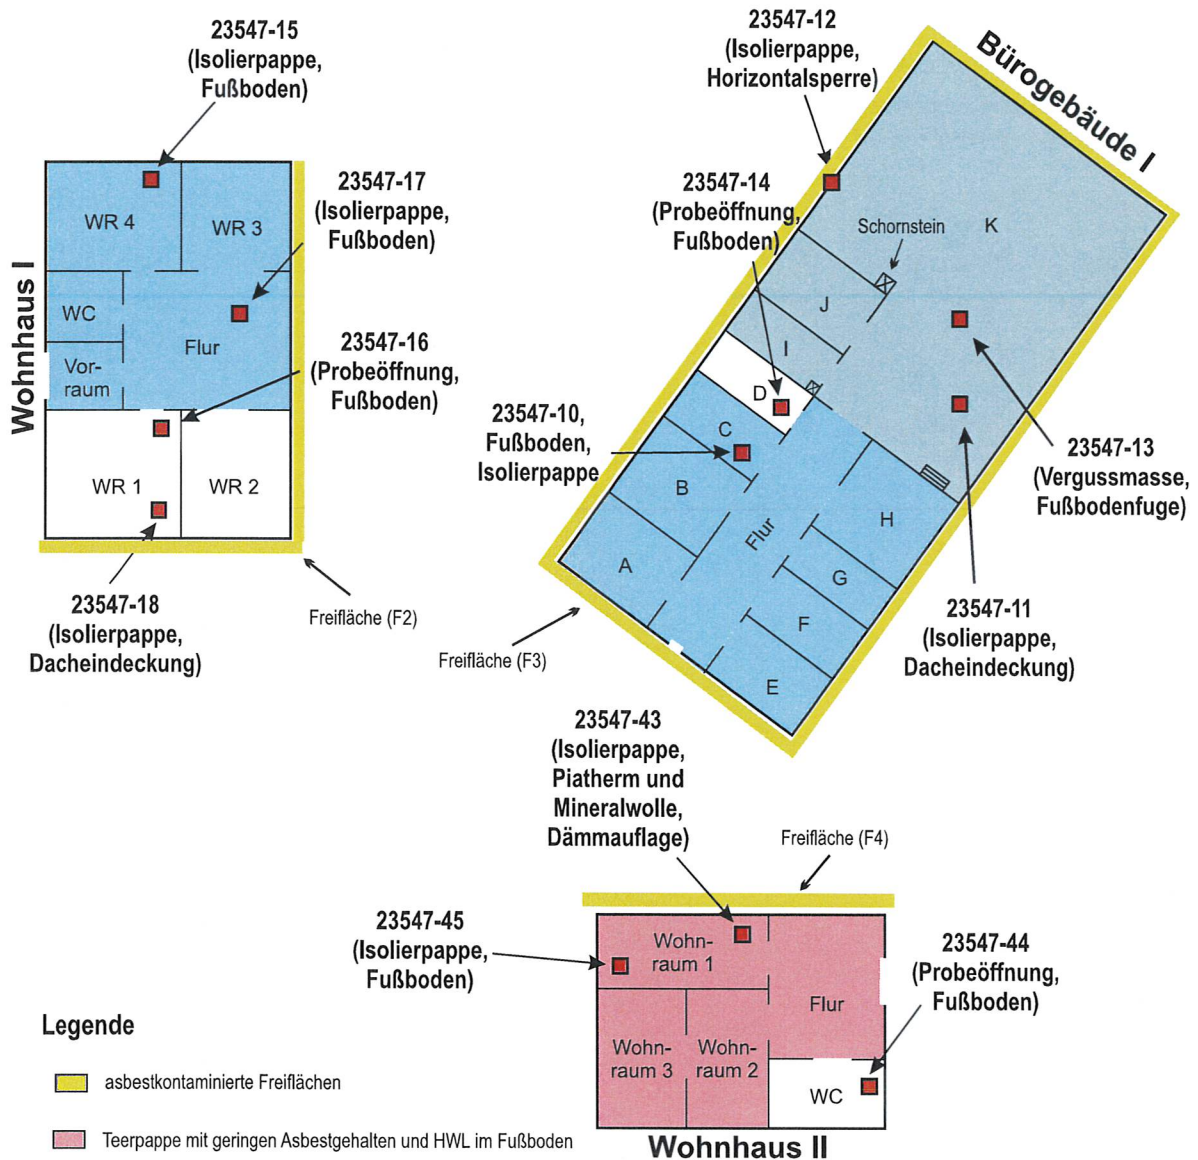 23547-15
(Isolierpappe,
Fußboden)
23547-17
(Isolierpappe,
Fußboden)
23547-16
(Probeöffnung,
Fußboden)
Wohnhaus I
WR 4
WR 3
WC
Flur
Vor-
raum
WR 1
WR 2
23547-18
(Isolierpappe,
Dacheindeckung)
Freifläche (F2)
23547-12
(Isolierpappe,
Horizontalsperre)
Bürogebäude I
23547-14
(Probeöffnung,
Fußboden)
Schornstein
K
J
I
D
C
B
A
Flur
H
G
F
E
23547-10,
Fußboden,
Isolierpappe
23547-13
(Vergussmasse,
Fußbodenfuge)
23547-11
(Isolierpappe,
Dacheindeckung)
Freifläche (F3)
23547-43
(Isolierpappe,
Piatherm und
Mineralwolle,
Dämmauflage)
Freifläche (F4)
23547-45
(Isolierpappe,
Fußboden)
23547-44
(Probeöffnung,
Fußboden)
Wohn-
raum 1
Flur
Wohn-
raum 3
Wohn-
raum 2
WC
Wohnhaus II
Legende
asbestkontaminierte Freiflächen
Teerpappe mit geringen Asbestgehalten und HWL im Fußboden